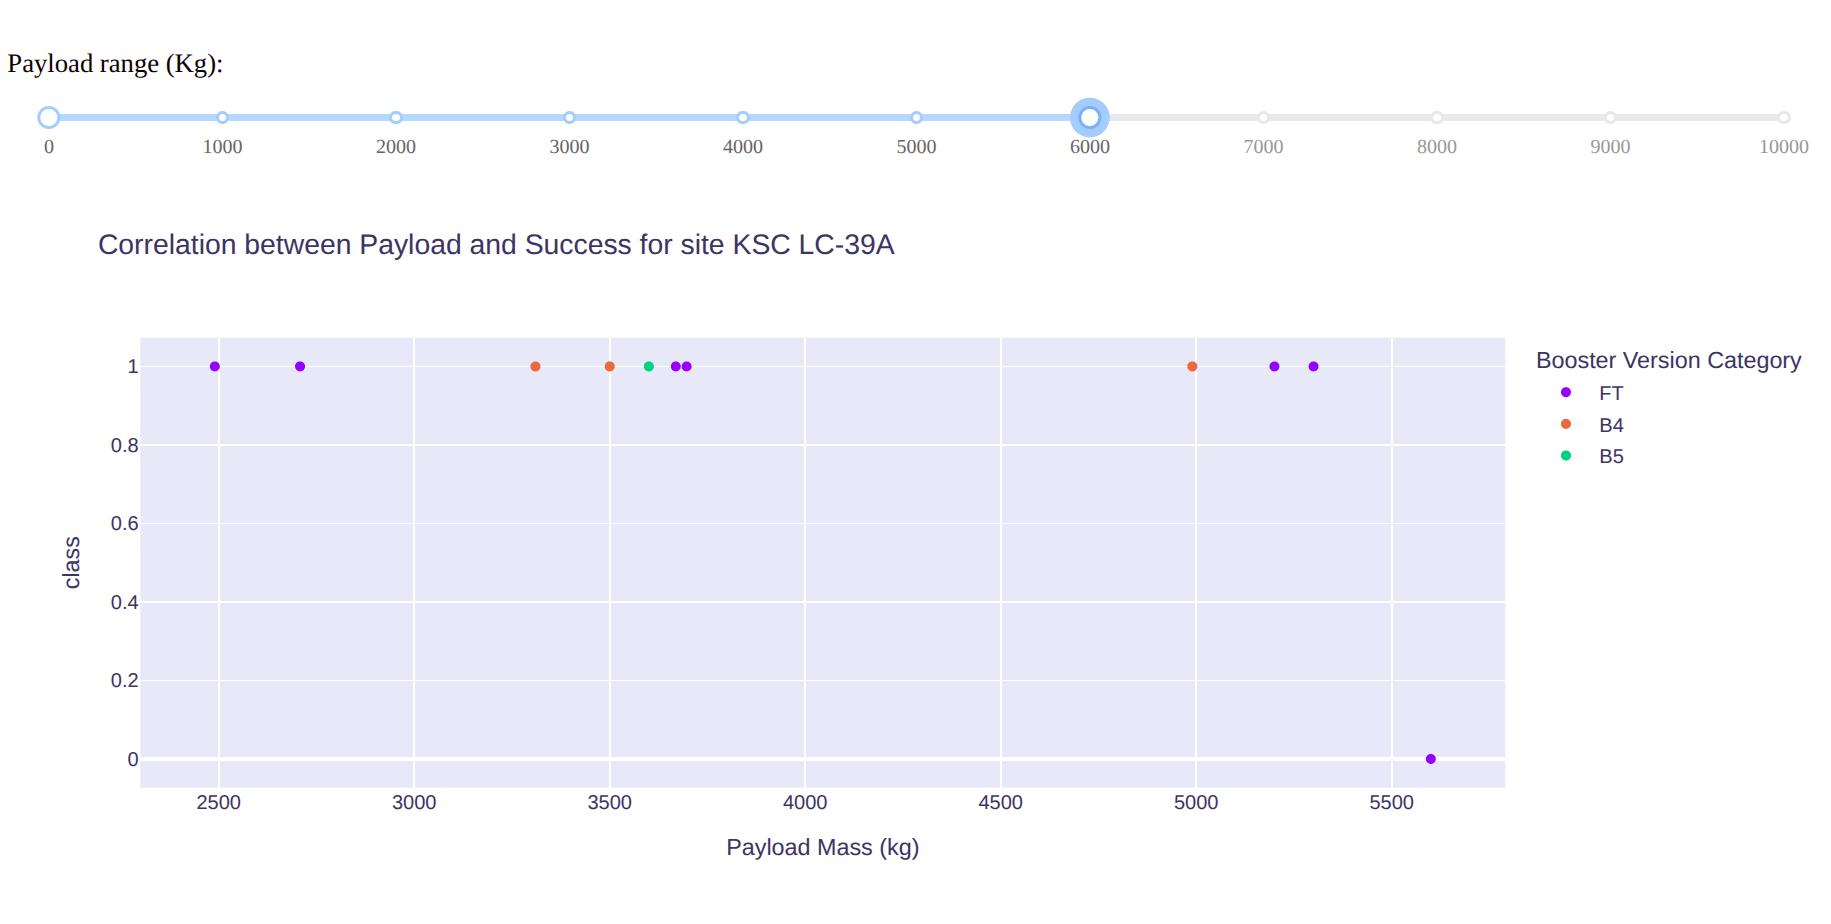 Payload range (Kg):
0 1000 2000 3000 4000 5000 6000 7000 8000 9000 10000
Correlation between Payload and Success for site KSC LC-39A
Booster Version Category
FT
B4
B5
1
0.8
0.6
0.4
0.2
0
class
2500 3000 3500 4000 4500 5000 5500
Payload Mass (kg)